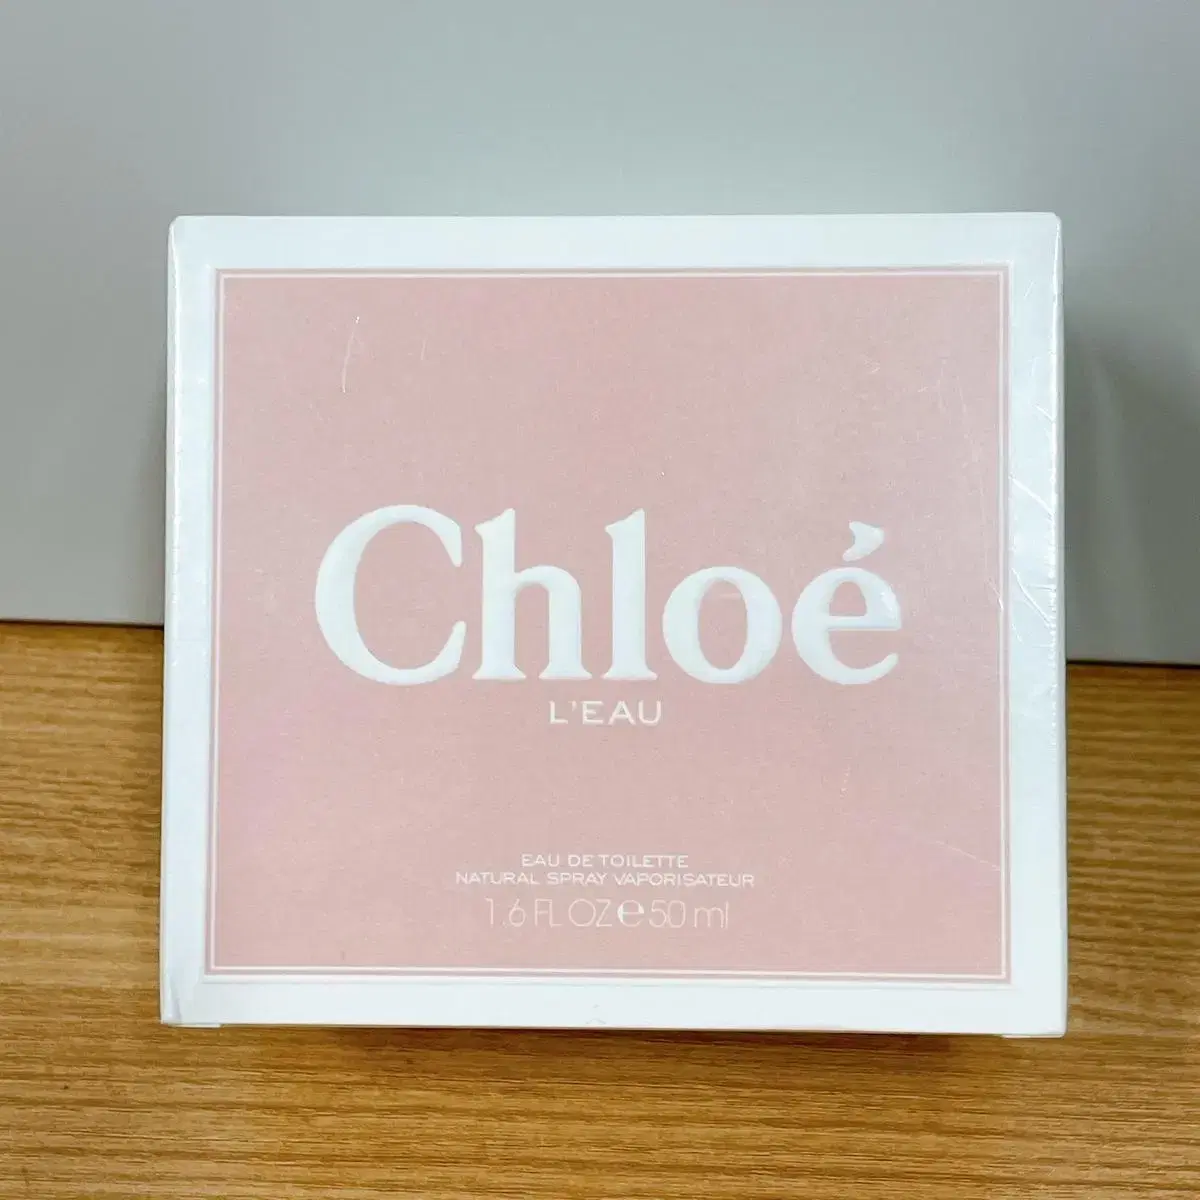 Chloé
L'EAU
EAU DE TOILETTE
NATURAL SPRAY VAPORISATEUR
1.6 FL OZ ℮ 50 ml